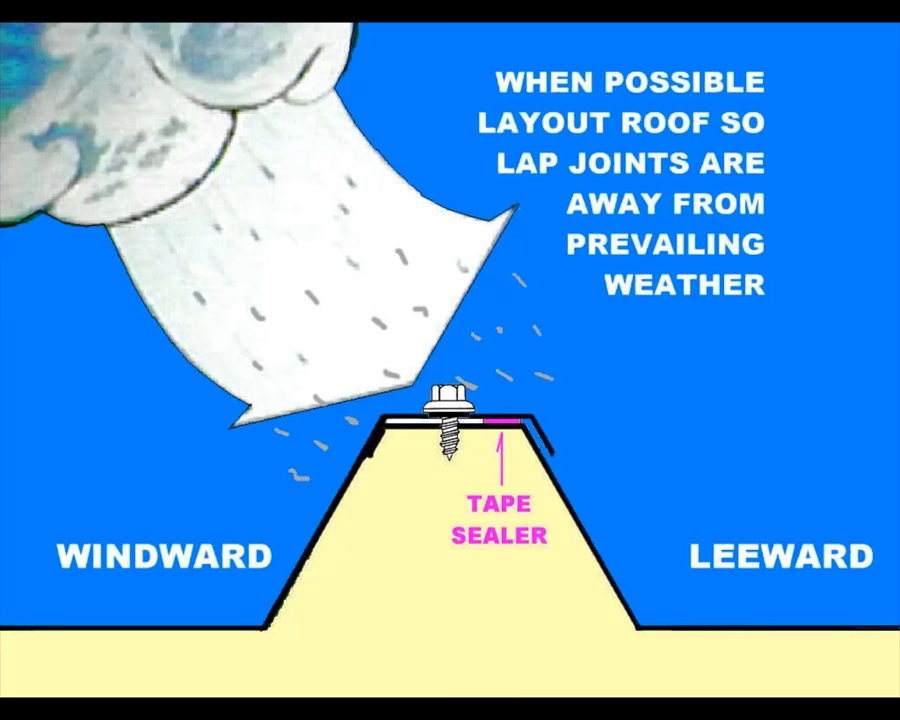 WHEN POSSIBLE
LAYOUT ROOF SO
LAP JOINTS ARE
AWAY FROM
PREVAILING
WEATHER
TAPE
SEALER
WINDWARD
LEEWARD